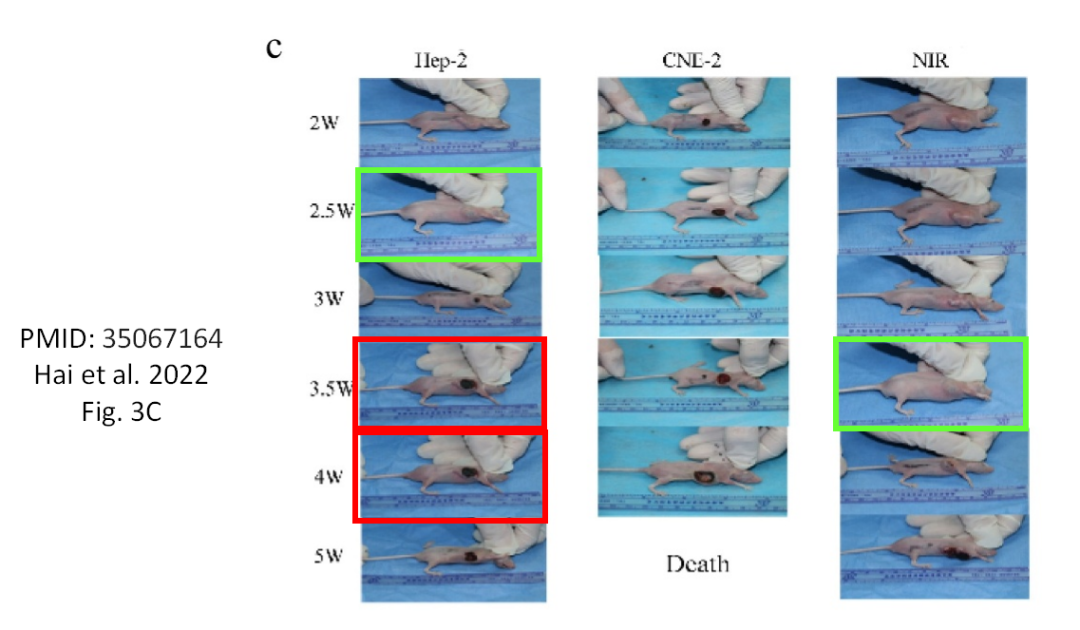 c
Hep-2 CNE-2 NIR
2W
2.5W
3W
PMID: 35067164
Hai et al. 2022
Fig. 3C
3.5W
4W
5W
Death